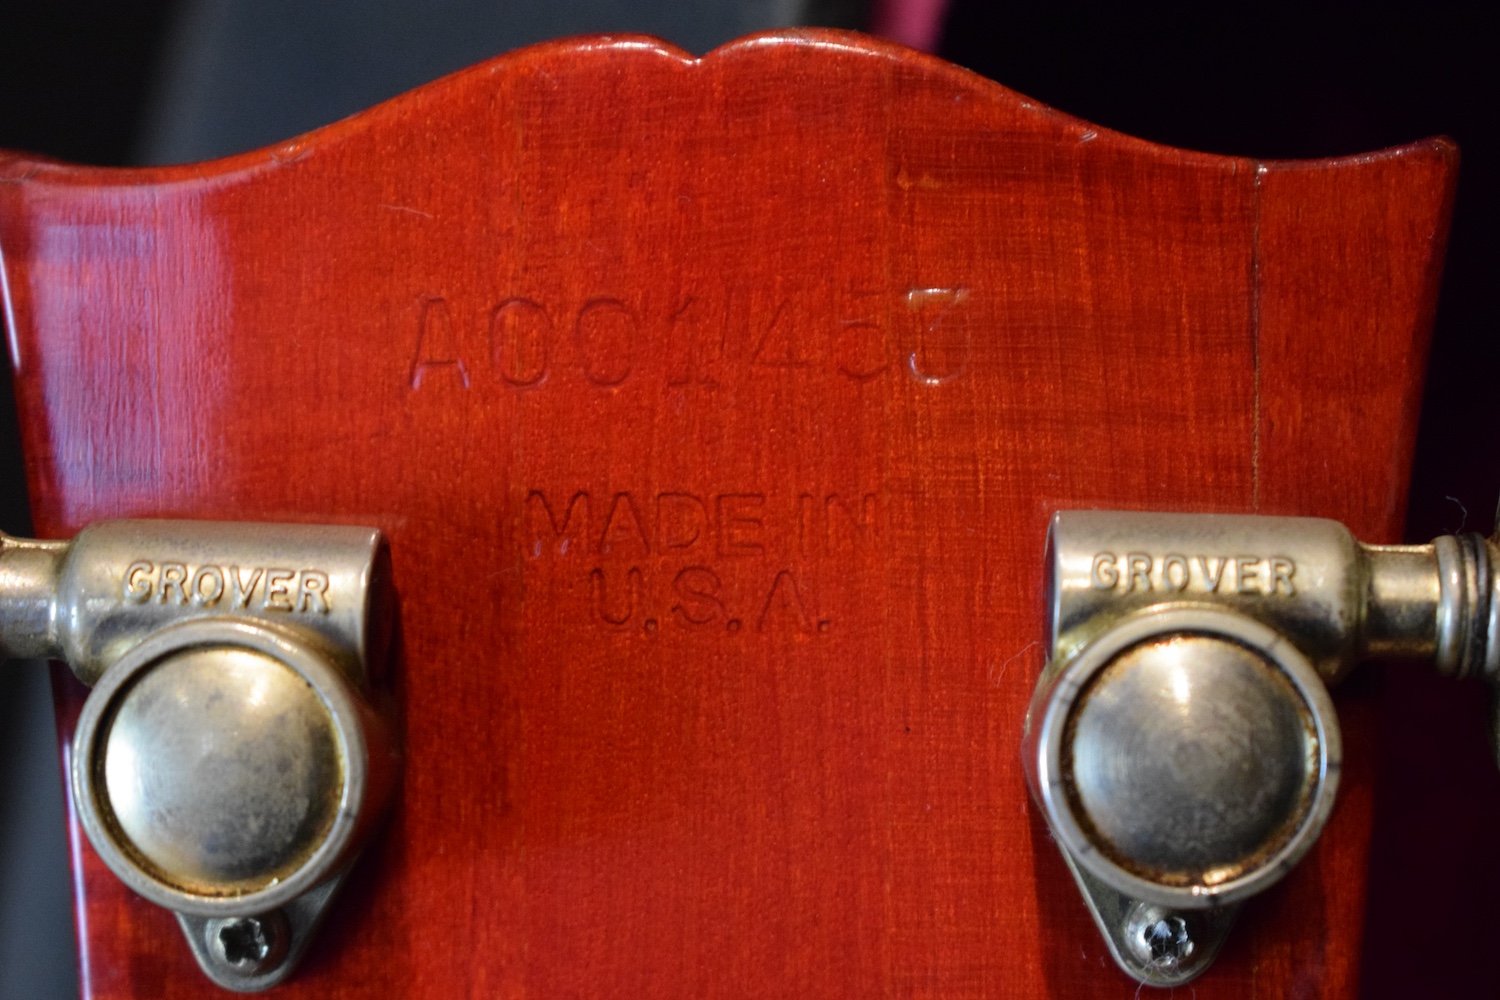 A001453
MADE IN
U.S.A.
GROVER
GROVER